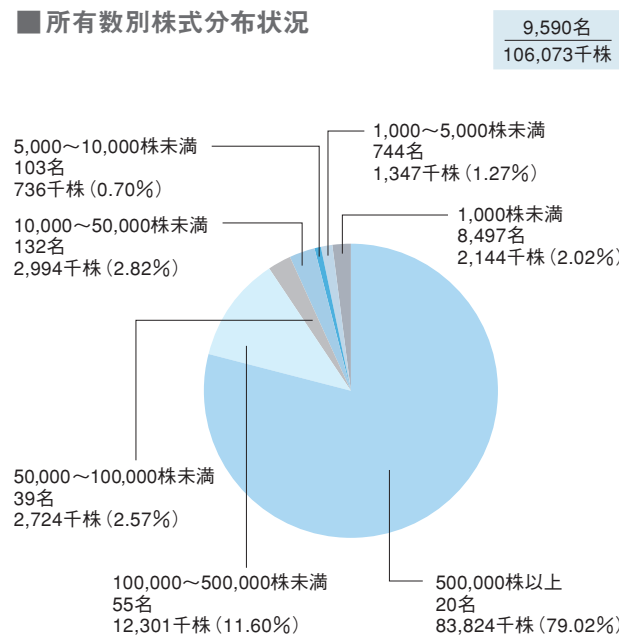 ■所有数別株式分布状況
9,590名
106,073千株
5,000～10,000株未満
103名
736千株（0.70％）
1,000～5,000株未満
744名
1,347千株（1.27％）
10,000～50,000株未満
132名
2,994千株（2.82％）
1,000株未満
8,497名
2,144千株（2.02％）
50,000～100,000株未満
39名
2,724千株（2.57％）
100,000～500,000株未満
55名
12,301千株（11.60％）
500,000株以上
20名
83,824千株（79.02％）